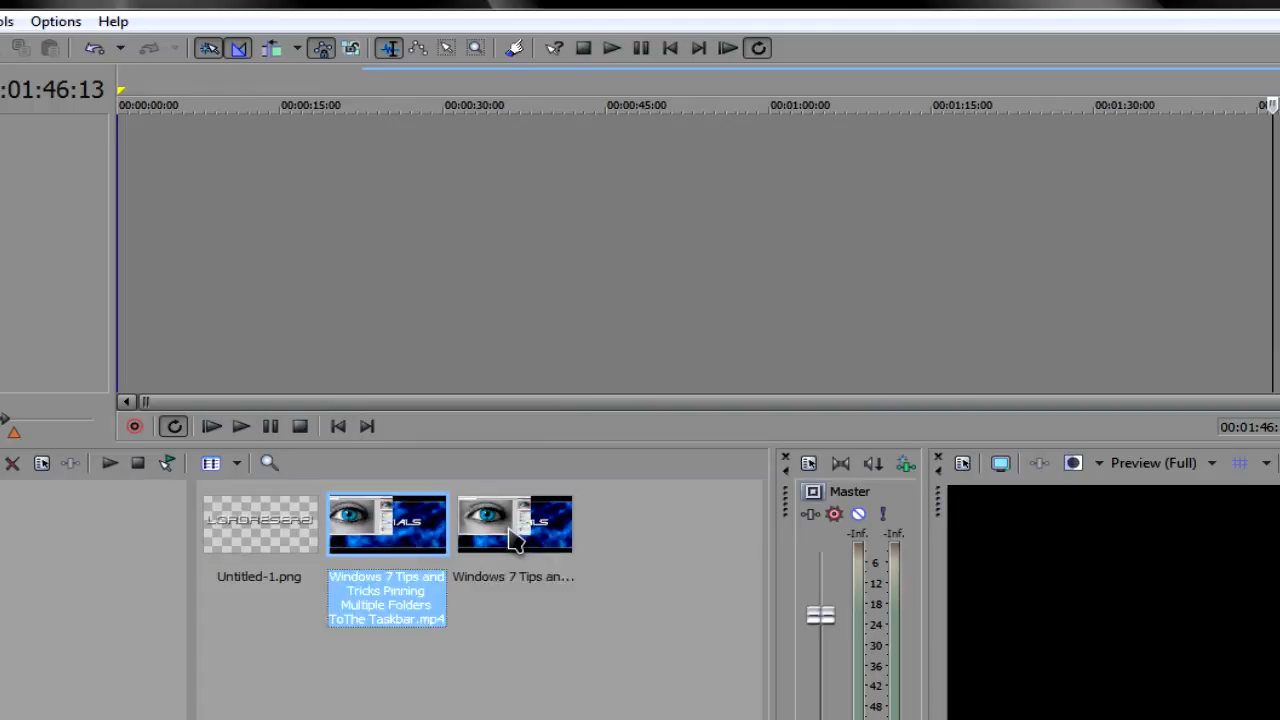 ols Options Help
:01:46:13
00:00:00:00 00:00:15:00 00:00:30:00 00:00:45:00 00:01:00:00 00:01:15:00 00:01:30:00
00:01:46:
Preview (Full)
Master
-Inf. -Inf.
6
12
18
24
30
36
42
48
Untitled-1.png
Windows 7 Tips and
Tricks Pinning
Multiple Folders
ToThe Taskbar.mp4
Windows 7 Tips an...